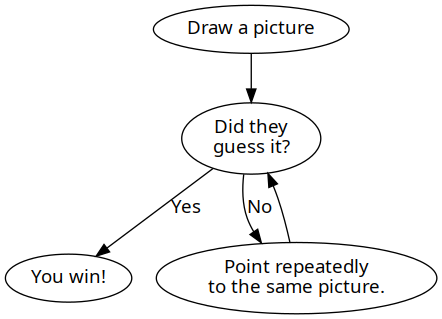 Draw a picture
Did they
guess it?
Yes
No
You win!
Point repeatedly
to the same picture.